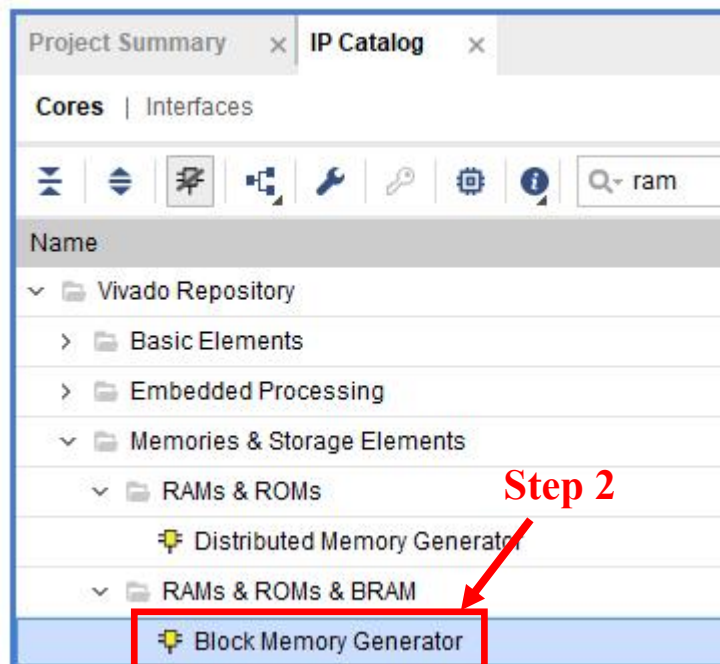 Project Summary × IP Catalog ×
Cores | Interfaces
ram
Name
Vivado Repository
Basic Elements
Embedded Processing
Memories & Storage Elements
RAMs & ROMs
Step 2
Distributed Memory Generator
RAMs & ROMs & BRAM
Block Memory Generator